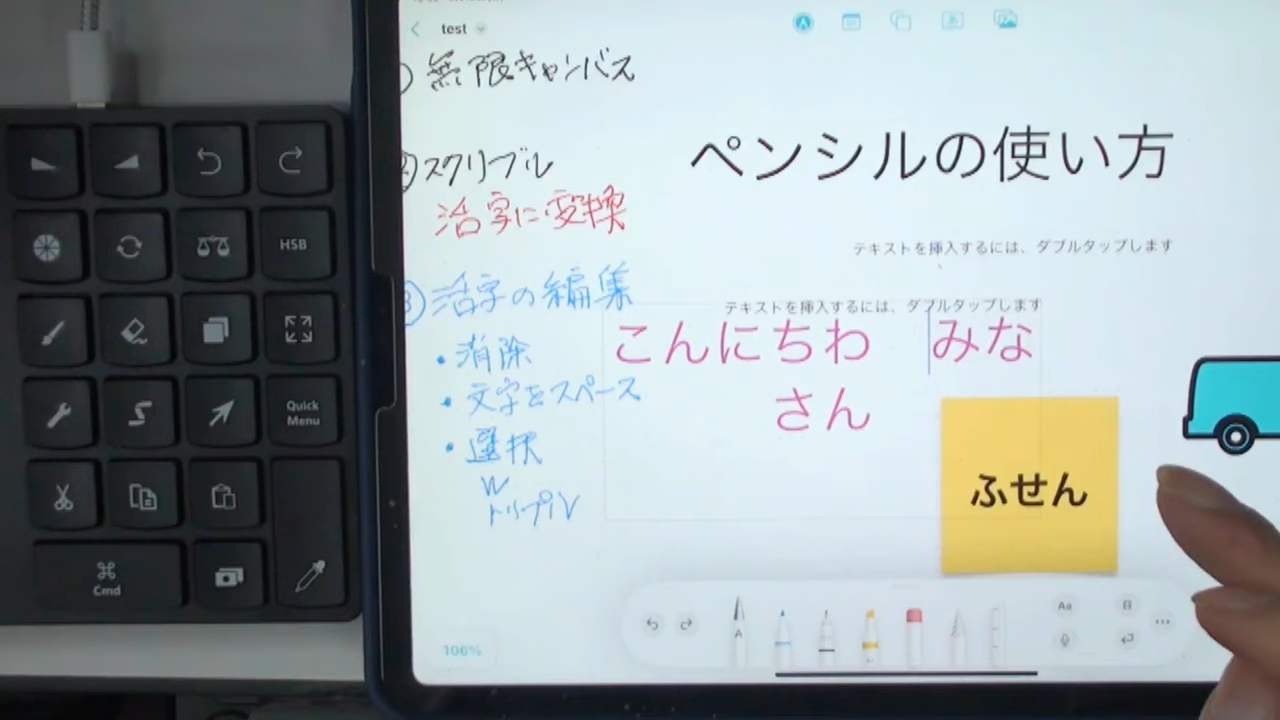 test
無限キャンバス
ペンシルの使い方
スクリブル
活字に変換
テキストを挿入するには、ダブルタップします
③活字の編集
テキストを挿入するには、ダブルタップします
こんにちわ みな
さん
・消除
・文字をスペース
・選択
W
トリプルV
ふせん
HSB
Quick
Menu
⌘
Cmd
A
Aa
106%